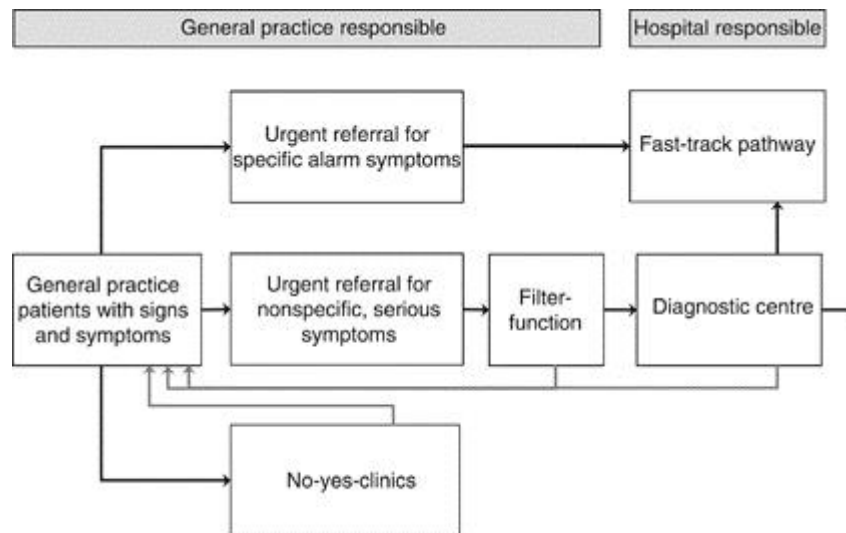 General practice responsible
Hospital responsible
Urgent referral for
specific alarm symptoms
Fast-track pathway
General practice
patients with signs
and symptoms
Urgent referral for
nonspecific, serious
symptoms
Filter-
function
Diagnostic centre
No-yes-clinics